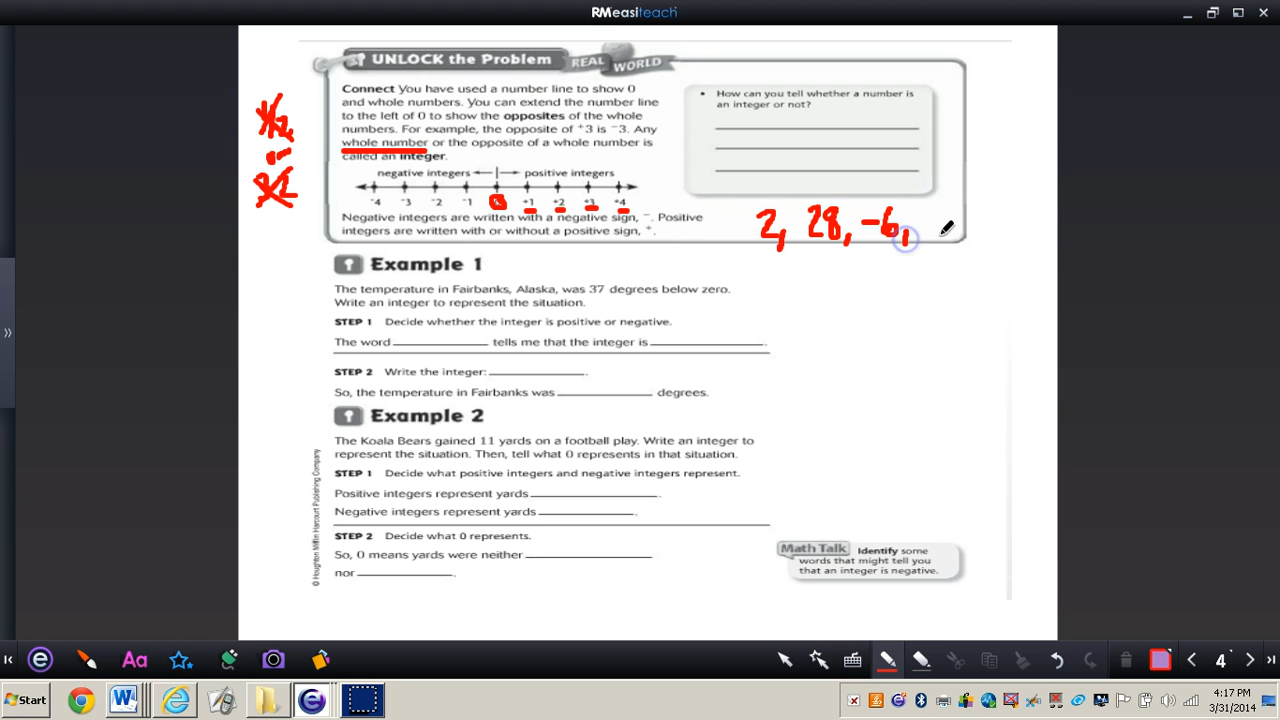 RM easiteach
UNLOCK the Problem REAL WORLD
Connect You have used a number line to show 0
and whole numbers. You can extend the number line
to the left of 0 to show the opposites of the whole
numbers. For example, the opposite of +3 is −3. Any
whole number or the opposite of a whole number is
called an integer.
negative integers positive integers
−4 −3 −2 −1 0 +1 +2 +3 +4
Negative integers are written with a negative sign, −. Positive
integers are written with or without a positive sign, +.
• How can you tell whether a number is
an integer or not?
2, 28, -6,
Example 1
The temperature in Fairbanks, Alaska, was 37 degrees below zero.
Write an integer to represent the situation.
STEP 1 Decide whether the integer is positive or negative.
The word ____ tells me that the integer is ____.
STEP 2 Write the integer: ____.
So, the temperature in Fairbanks was ____ degrees.
Example 2
The Koala Bears gained 11 yards on a football play. Write an integer to
represent the situation. Then, tell what 0 represents in that situation.
STEP 1 Decide what positive integers and negative integers represent.
Positive integers represent yards ____.
Negative integers represent yards ____.
STEP 2 Decide what 0 represents.
So, 0 means yards were neither ____
nor ____.
Math Talk Identify some
words that might tell you
that an integer is negative.
© Houghton Mifflin Harcourt Publishing Company
Aa
4
Start
4:17 PM
3/31/2014